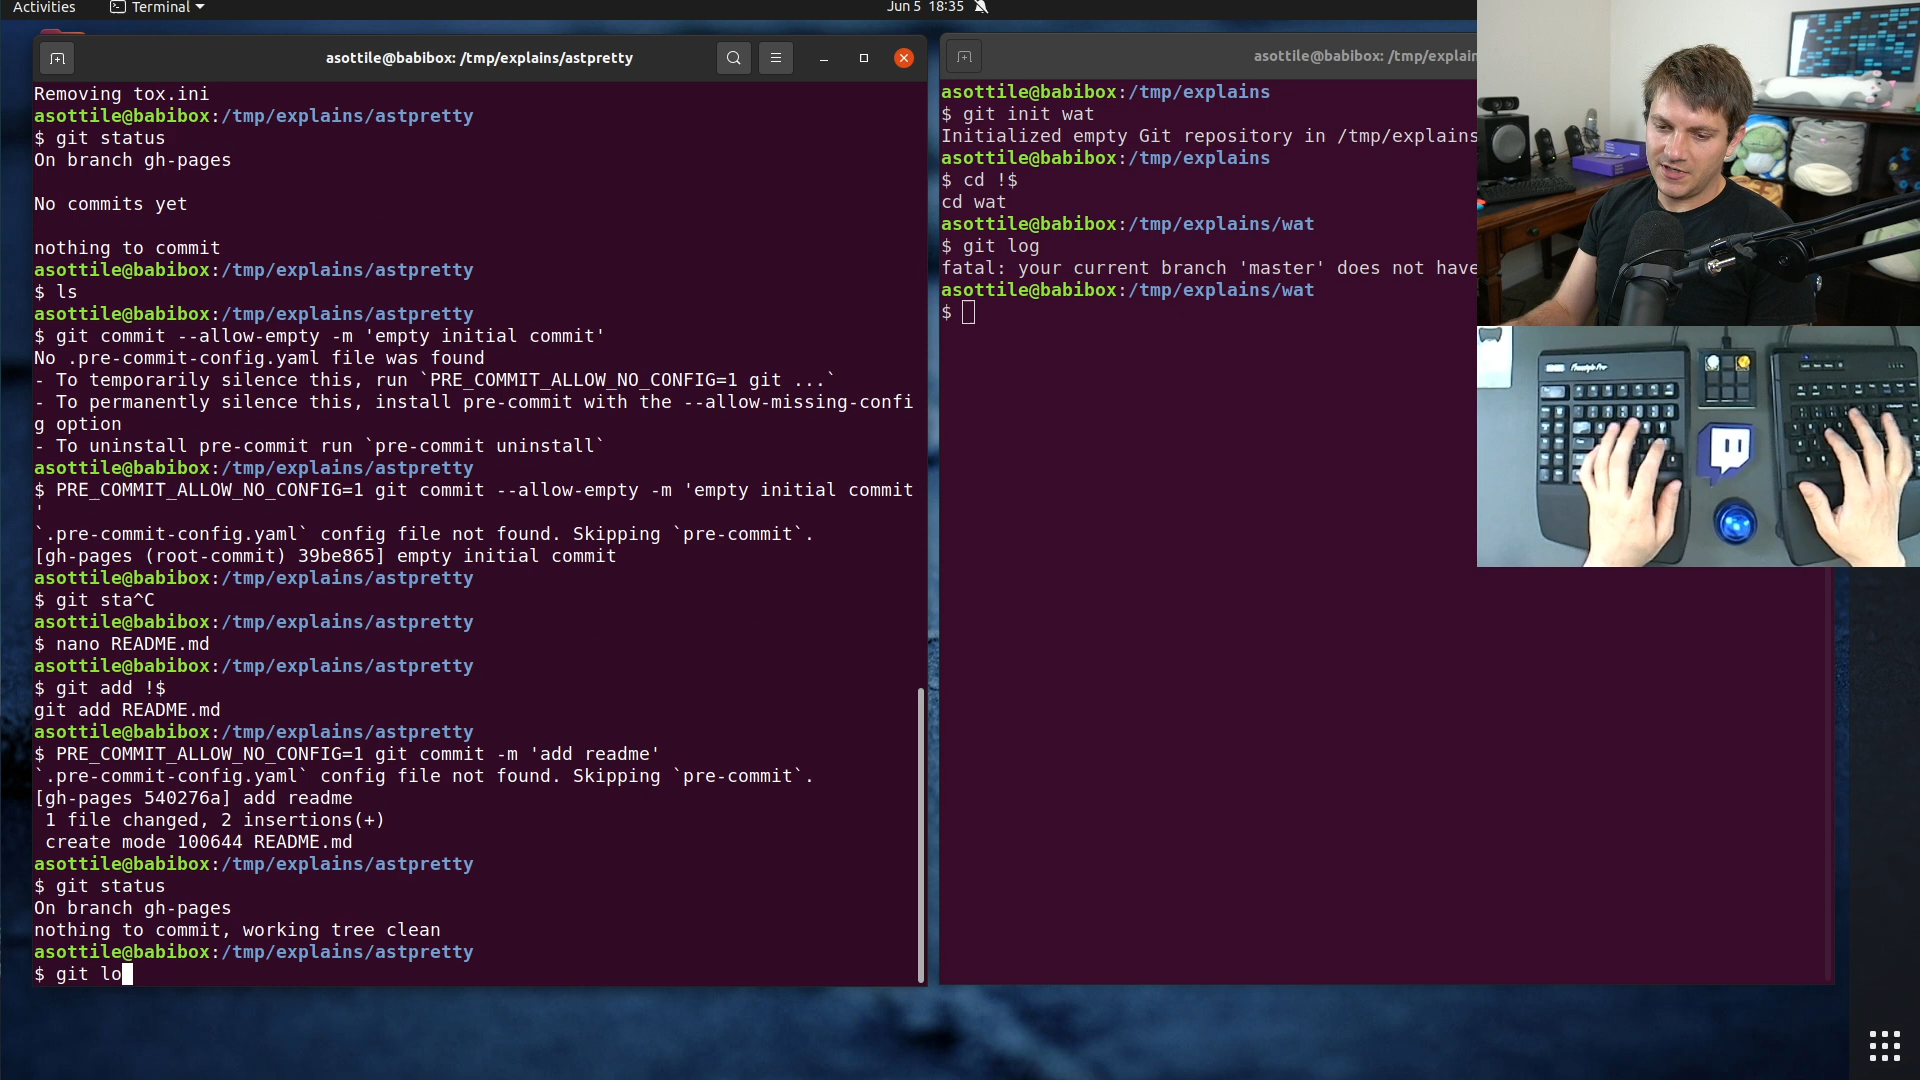 Activities
Terminal
Jun 5 18:35
asottile@babibox: /tmp/explains/astpretty
Removing tox.ini
asottile@babibox:/tmp/explains/astpretty
$ git status
On branch gh-pages
No commits yet
nothing to commit
asottile@babibox:/tmp/explains/astpretty
$ ls
asottile@babibox:/tmp/explains/astpretty
$ git commit --allow-empty -m 'empty initial commit'
No .pre-commit-config.yaml file was found
- To temporarily silence this, run `PRE_COMMIT_ALLOW_NO_CONFIG=1 git ...`
- To permanently silence this, install pre-commit with the --allow-missing-confi
g option
- To uninstall pre-commit run `pre-commit uninstall`
asottile@babibox:/tmp/explains/astpretty
$ PRE_COMMIT_ALLOW_NO_CONFIG=1 git commit --allow-empty -m 'empty initial commit
'
`.pre-commit-config.yaml` config file not found. Skipping `pre-commit`.
[gh-pages (root-commit) 39be865] empty initial commit
asottile@babibox:/tmp/explains/astpretty
$ git sta^C
asottile@babibox:/tmp/explains/astpretty
$ nano README.md
asottile@babibox:/tmp/explains/astpretty
$ git add !$
git add README.md
asottile@babibox:/tmp/explains/astpretty
$ PRE_COMMIT_ALLOW_NO_CONFIG=1 git commit -m 'add readme'
`.pre-commit-config.yaml` config file not found. Skipping `pre-commit`.
[gh-pages 540276a] add readme
1 file changed, 2 insertions(+)
create mode 100644 README.md
asottile@babibox:/tmp/explains/astpretty
$ git status
On branch gh-pages
nothing to commit, working tree clean
asottile@babibox:/tmp/explains/astpretty
$ git lo
asottile@babibox: /tmp/explain
asottile@babibox:/tmp/explains
$ git init wat
Initialized empty Git repository in /tmp/explains
asottile@babibox:/tmp/explains
$ cd !$
cd wat
asottile@babibox:/tmp/explains/wat
$ git log
fatal: your current branch 'master' does not have
asottile@babibox:/tmp/explains/wat
$
Freestyle Pro